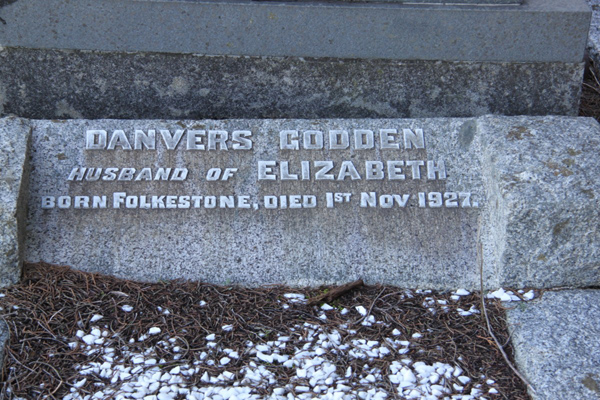 DANVERS GODDEN
HUSBAND OF ELIZABETH
BORN FOLKESTONE, DIED 1ST NOV. 1927.